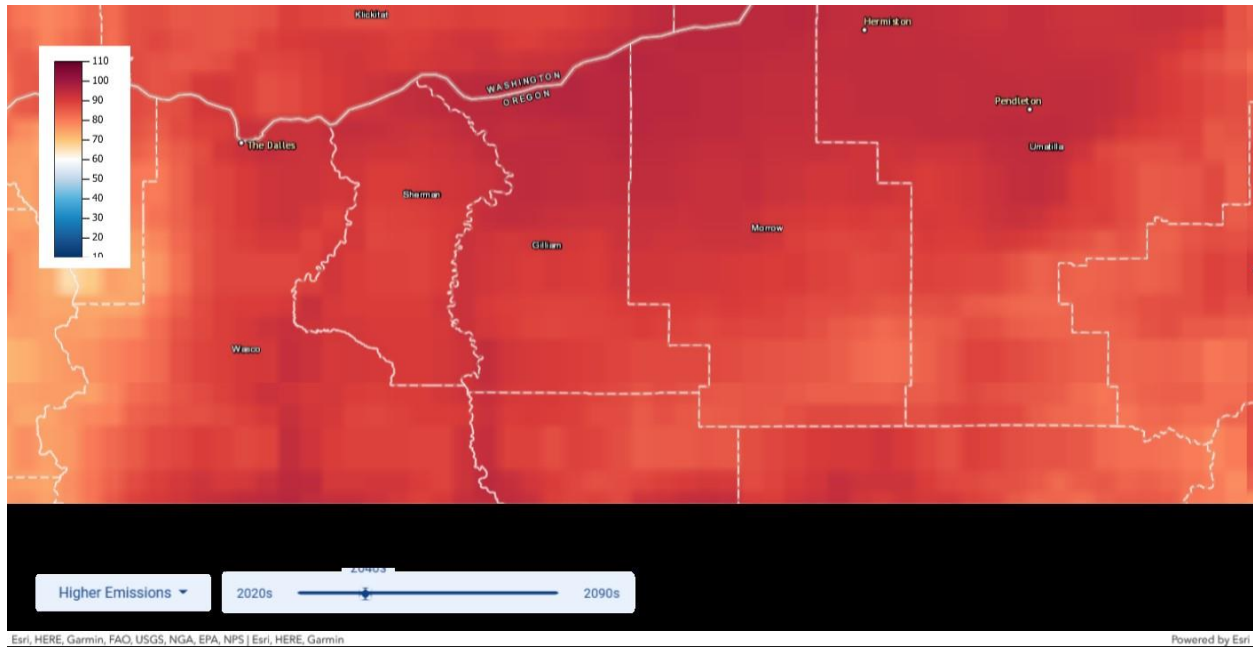 Klickitat
Hermiston
110
100
90
80
70
60
50
40
30
20
10
WASHINGTON
OREGON
Pendleton
The Dalles
Umatilla
Sherman
Morrow
Gilliam
Wasco
2040s
Higher Emissions
2020s
2090s
Esri, HERE, Garmin, FAO, USGS, NGA, EPA, NPS | Esri, HERE, Garmin
Powered by Esri